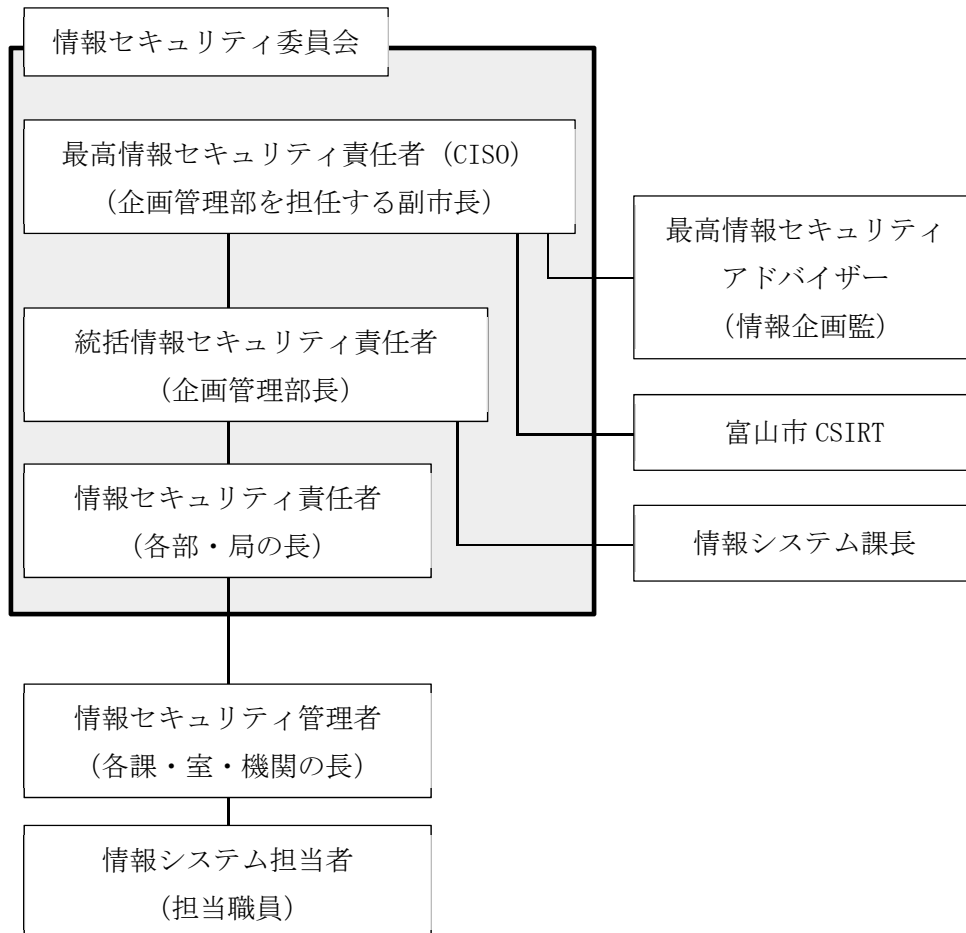 情報セキュリティ委員会
最高情報セキュリティ責任者（CISO）
（企画管理部を担任する副市長）
最高情報セキュリティ
アドバイザー
（情報企画監）
統括情報セキュリティ責任者
（企画管理部長）
富山市 CSIRT
情報セキュリティ責任者
（各部・局の長）
情報システム課長
情報セキュリティ管理者
（各課・室・機関の長）
情報システム担当者
（担当職員）